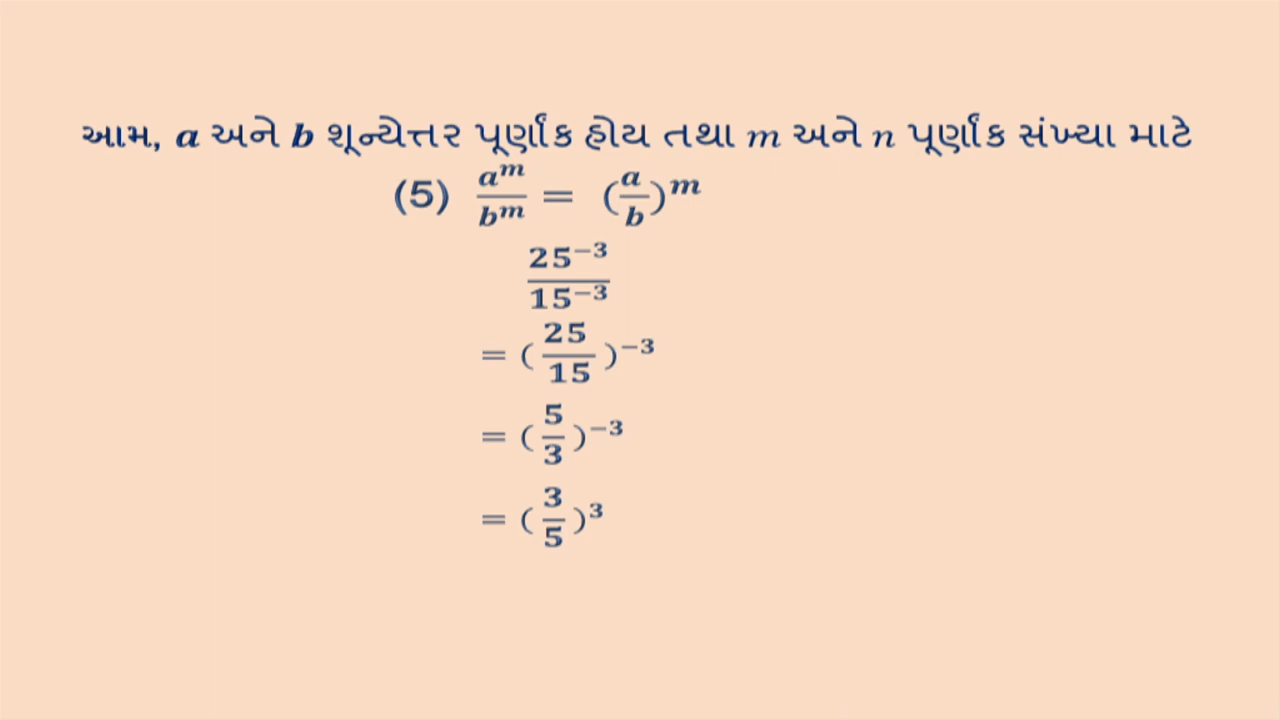 આમ, a અને b શૂન્યેત્તર પૂર્ણાંક હોય તથા m અને n પૂર્ણાંક સંખ્યા માટે
(5) a^m/b^m = (a/b)^m
25^−3/15^−3
= (25/15)^−3
= (5/3)^−3
= (3/5)^3